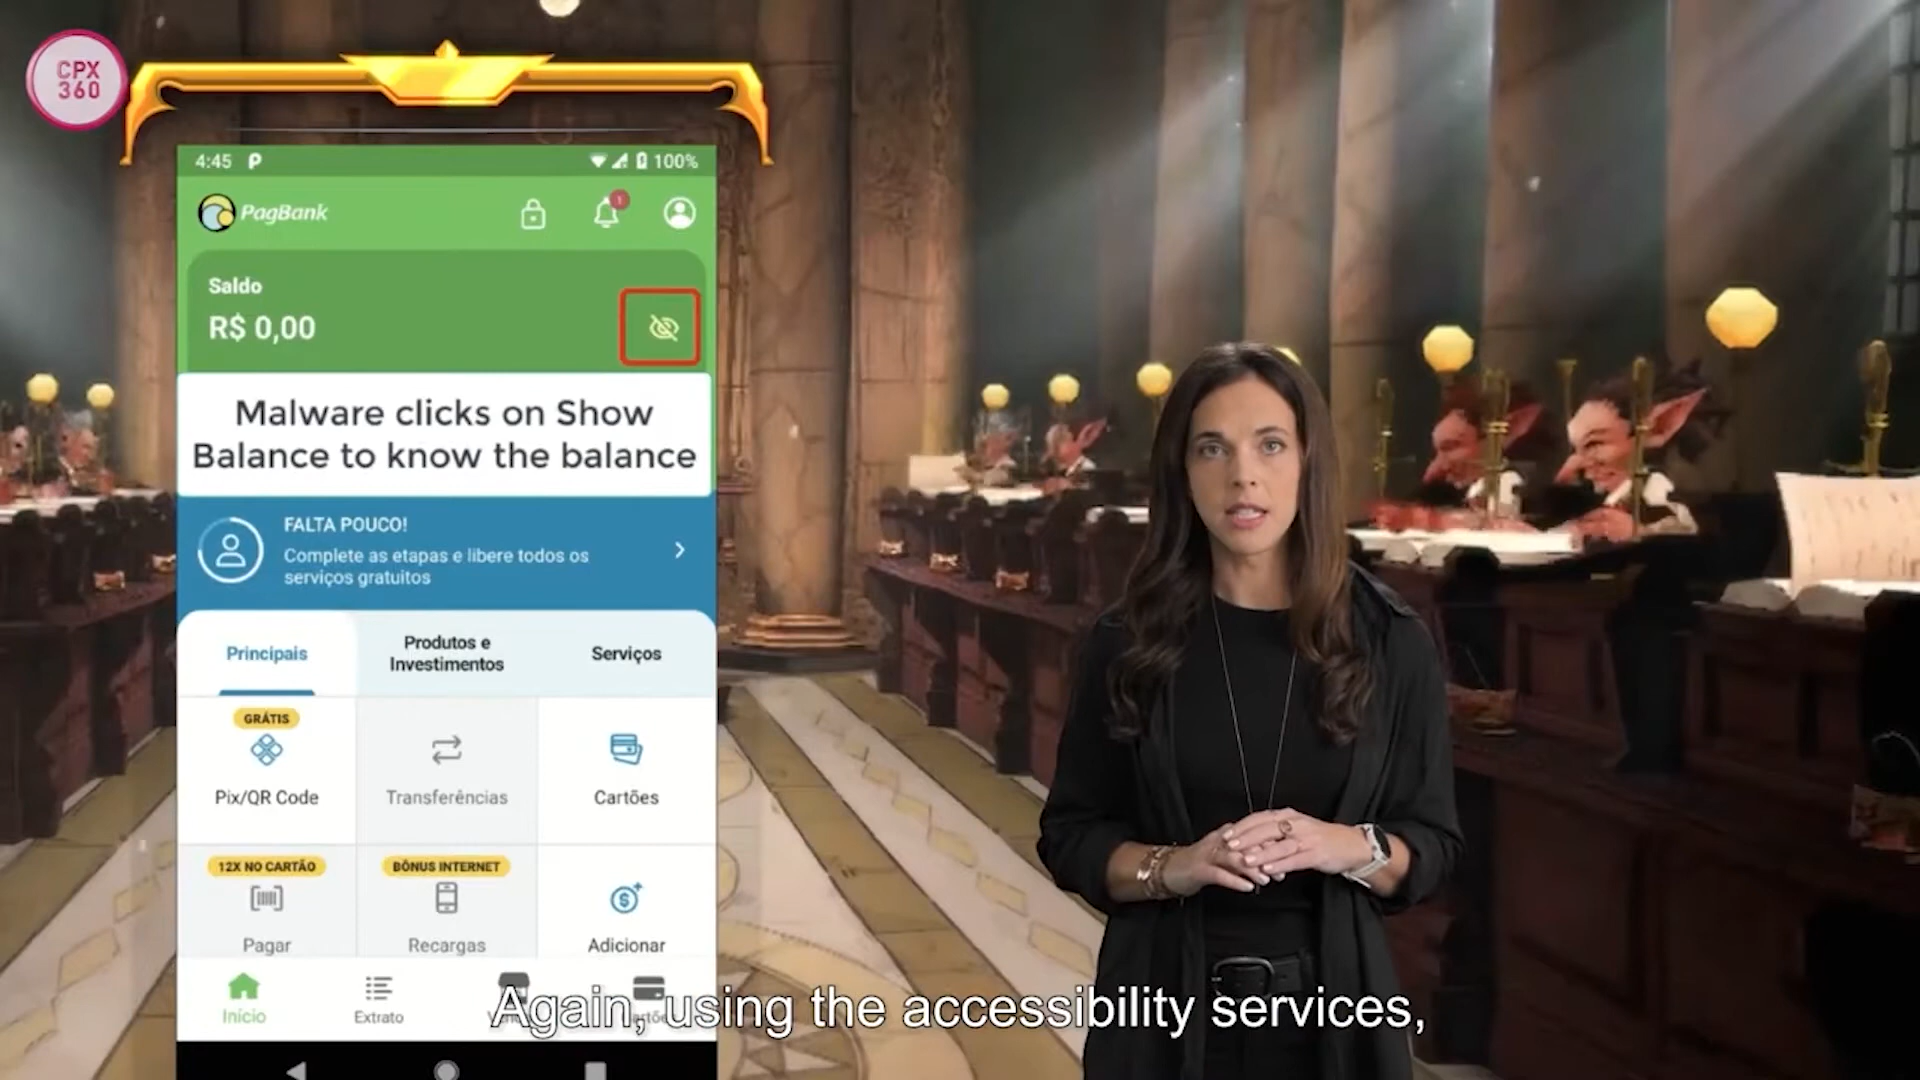 CPX
360
4:45
100%
PagBank
1
Saldo
R$ 0,00
Malware clicks on Show
Balance to know the balance
FALTA POUCO!
Complete as etapas e libere todos os
serviços gratuitos
Principais
Produtos e
Investimentos
Serviços
GRÁTIS
Pix/QR Code
Transferências
Cartões
12X NO CARTÃO
Pagar
BÔNUS INTERNET
Recargas
Adicionar
Início
Extrato
Again, using the accessibility services,